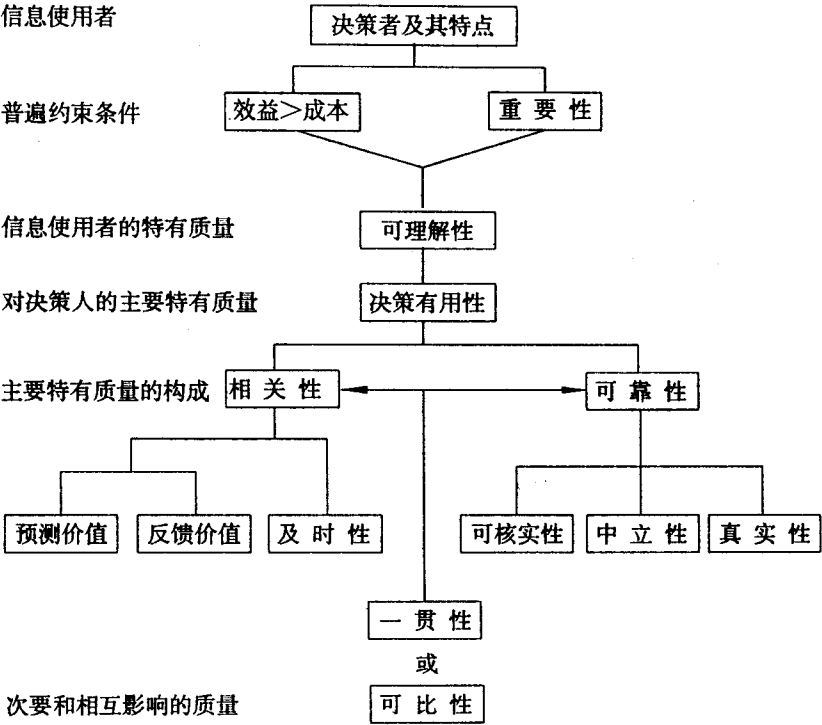 信息使用者
决策者及其特点
普遍约束条件
效益>成本
重要性
信息使用者的特有质量
可理解性
对决策人的主要特有质量
决策有用性
主要特有质量的构成
相关性
可靠性
预测价值
反馈价值
及时性
可核实性
中立性
真实性
一贯性
或
次要和相互影响的质量
可比性